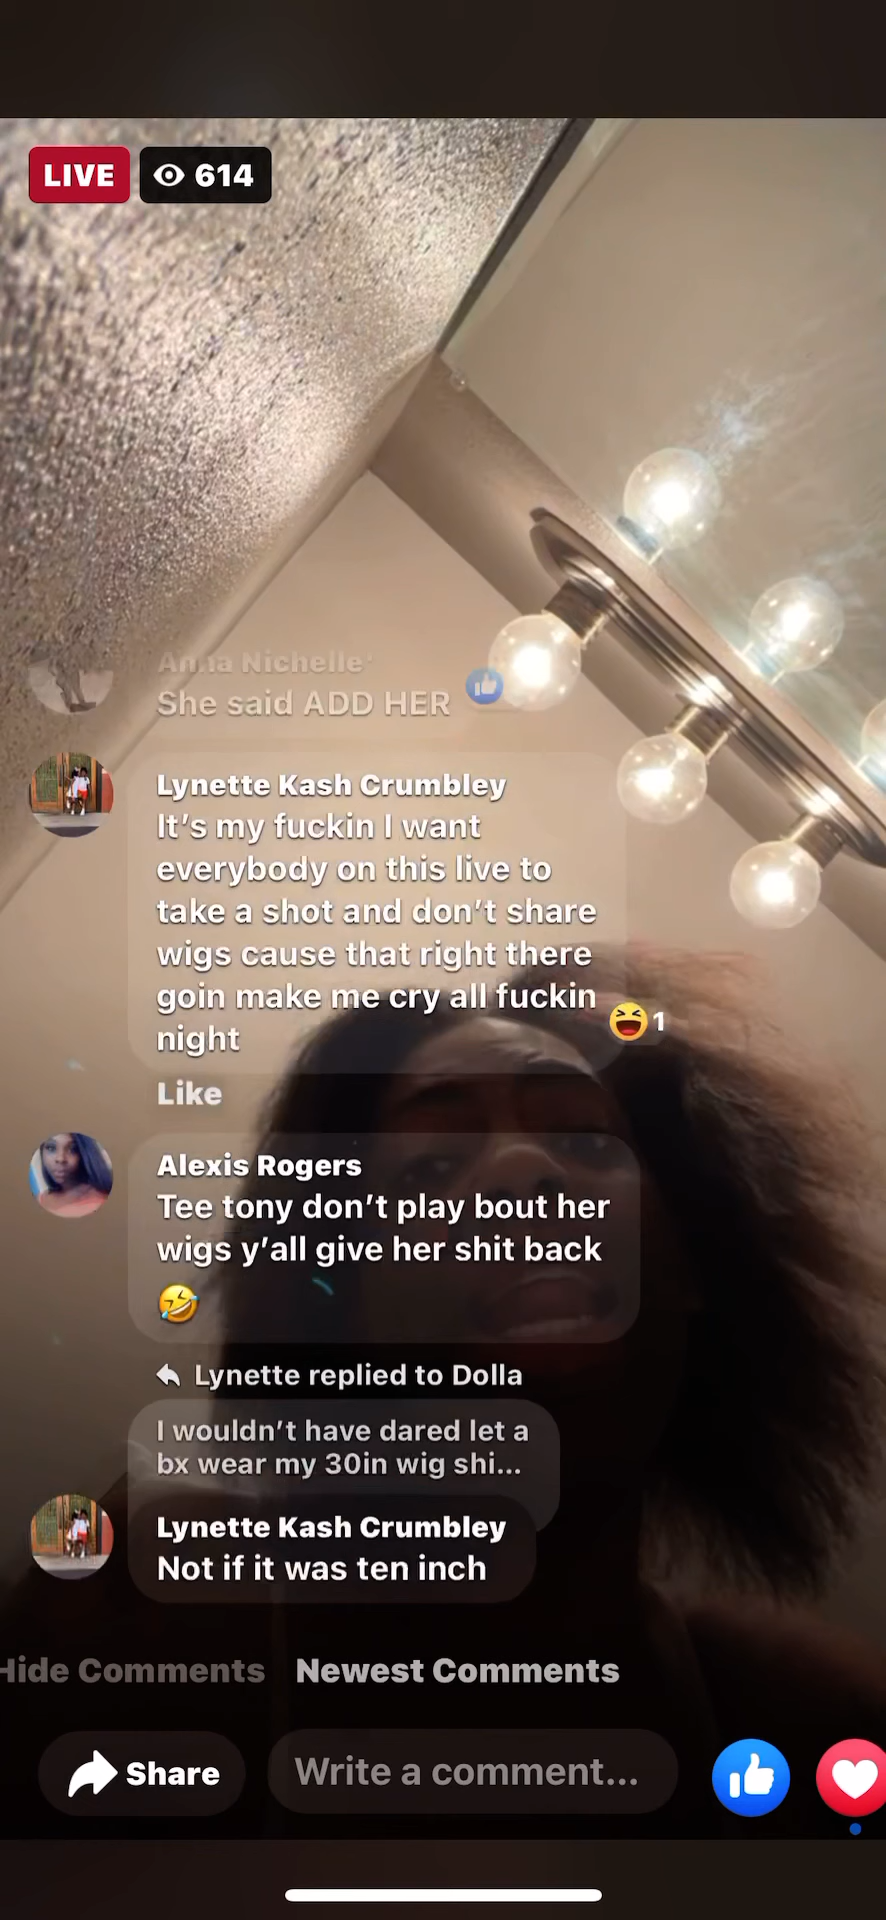 LIVE 614
Anna Nichelle
She said ADD HER
Lynette Kash Crumbley
It’s my fuckin I want
everybody on this live to
take a shot and don’t share
wigs cause that right there
goin make me cry all fuckin
night
1
Like
Alexis Rogers
Tee tony don’t play bout her
wigs y’all give her shit back
🤣
Lynette replied to Dolla
I wouldn’t have dared let a
bx wear my 30in wig shi...
Lynette Kash Crumbley
Not if it was ten inch
Hide Comments Newest Comments
Share Write a comment...